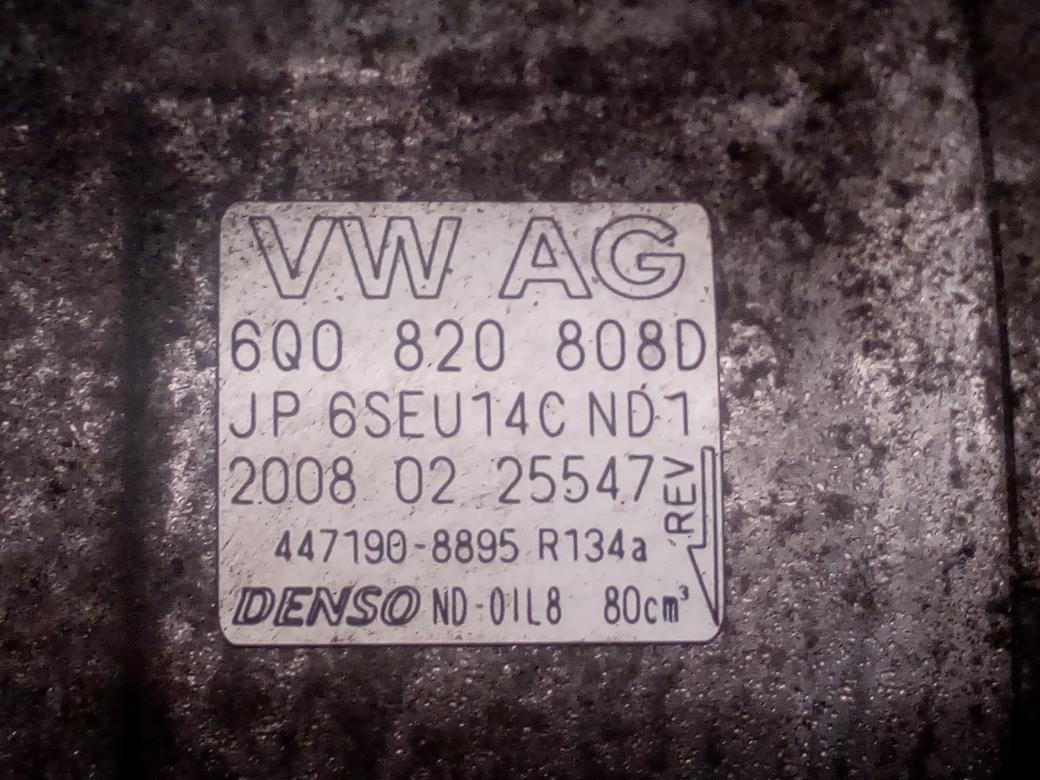 VW AG
6Q0 820 808D
JP 6SEU14C ND1
2008 02 25547
REV
447190-8895 R134a
DENSO ND-OIL8 80cm³